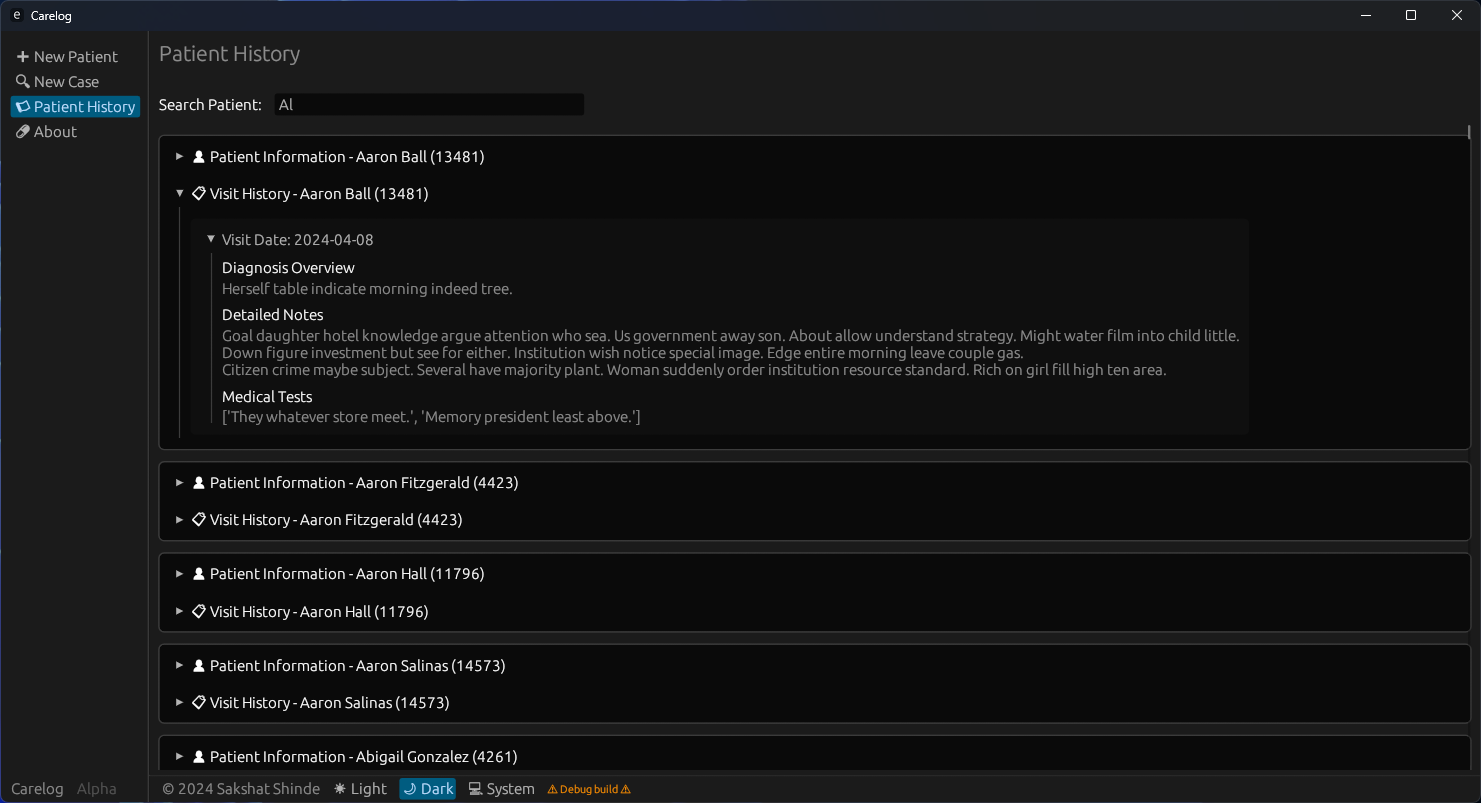 e Carelog
New Patient
New Case
Patient History
About
Patient History
Search Patient: Al
Patient Information - Aaron Ball (13481)
Visit History - Aaron Ball (13481)
Visit Date: 2024-04-08
Diagnosis Overview
Herself table indicate morning indeed tree.
Detailed Notes
Goal daughter hotel knowledge argue attention who sea. Us government away son. About allow understand strategy. Might water film into child little.
Down figure investment but see for either. Institution wish notice special image. Edge entire morning leave couple gas.
Citizen crime maybe subject. Several have majority plant. Woman suddenly order institution resource standard. Rich on girl fill high ten area.
Medical Tests
['They whatever store meet.', 'Memory president least above.']
Patient Information - Aaron Fitzgerald (4423)
Visit History - Aaron Fitzgerald (4423)
Patient Information - Aaron Hall (11796)
Visit History - Aaron Hall (11796)
Patient Information - Aaron Salinas (14573)
Visit History - Aaron Salinas (14573)
Patient Information - Abigail Gonzalez (4261)
Carelog Alpha
© 2024 Sakshat Shinde Light Dark System ⚠ Debug build ⚠